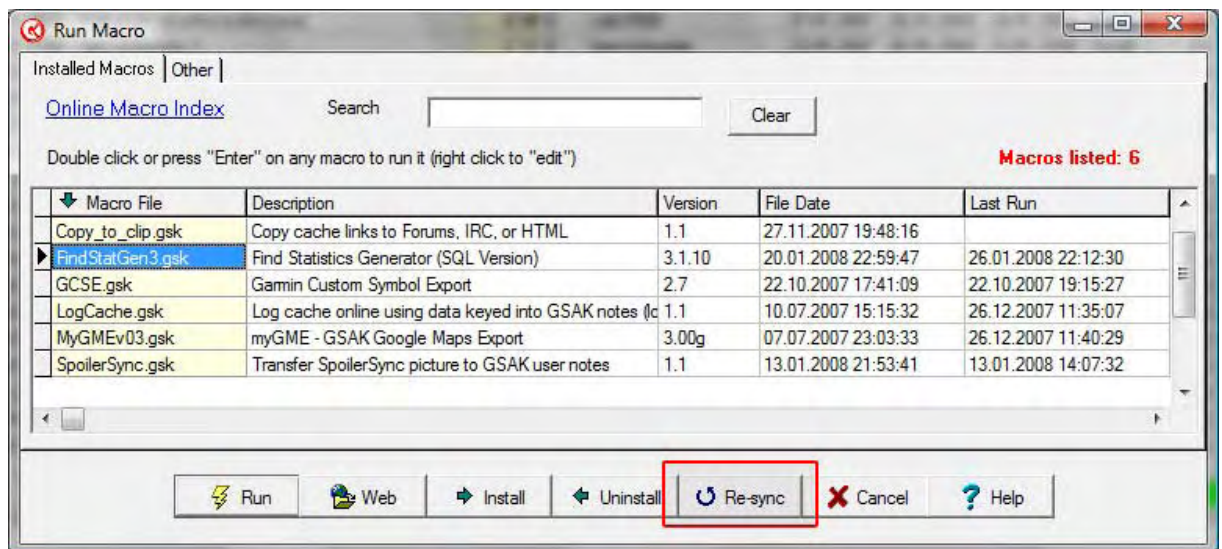 Run Macro
Installed Macros Other
Online Macro Index Search Clear
Double click or press "Enter" on any macro to run it (right click to "edit") Macros listed: 6
Macro File Description Version File Date Last Run
Copy_to_clip.gsk Copy cache links to Forums, IRC, or HTML 1.1 27.11.2007 19:48:16
FindStatGen3.gsk Find Statistics Generator (SQL Version) 3.1.10 20.01.2008 22:59:47 26.01.2008 22:12:30
GCSE.gsk Garmin Custom Symbol Export 2.7 22.10.2007 17:41:09 22.10.2007 19:15:27
LogCache.gsk Log cache online using data keyed into GSAK notes (lc 1.1 10.07.2007 15:15:32 26.12.2007 11:35:07
MyGMEv03.gsk myGME - GSAK Google Maps Export 3.00g 07.07.2007 23:03:33 26.12.2007 11:40:29
SpoilerSync.gsk Transfer SpoilerSync picture to GSAK user notes 1.1 13.01.2008 21:53:41 13.01.2008 14:07:32
Run Web Install Uninstall Re-sync Cancel Help